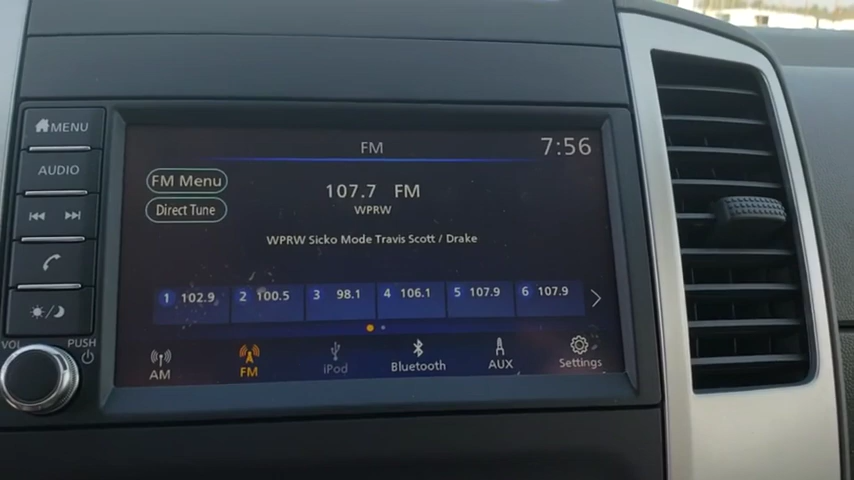 MENU
AUDIO
VOL
PUSH
FM
7:56
FM Menu
Direct Tune
107.7 FM
WPRW
WPRW Sicko Mode Travis Scott / Drake
1 102.9
2 100.5
3 98.1
4 106.1
5 107.9
6 107.9
AM
FM
iPod
Bluetooth
AUX
Settings